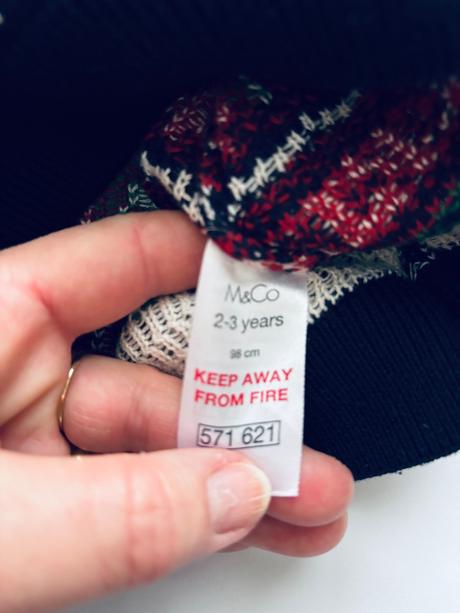 M&Co
2-3 years
98 cm
KEEP AWAY
FROM FIRE
571 621